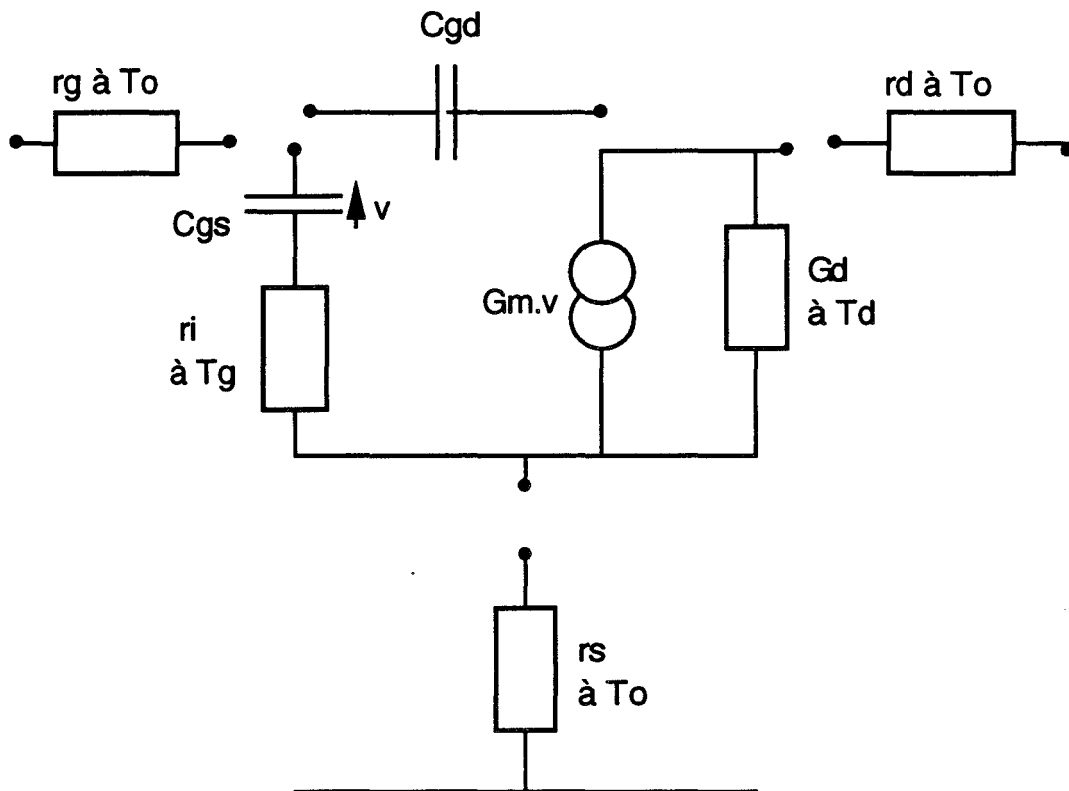 Cgd
rg à To
rd à To
Cgs
v
ri
à Tg
Gm.v
Gd
à Td
rs
à To